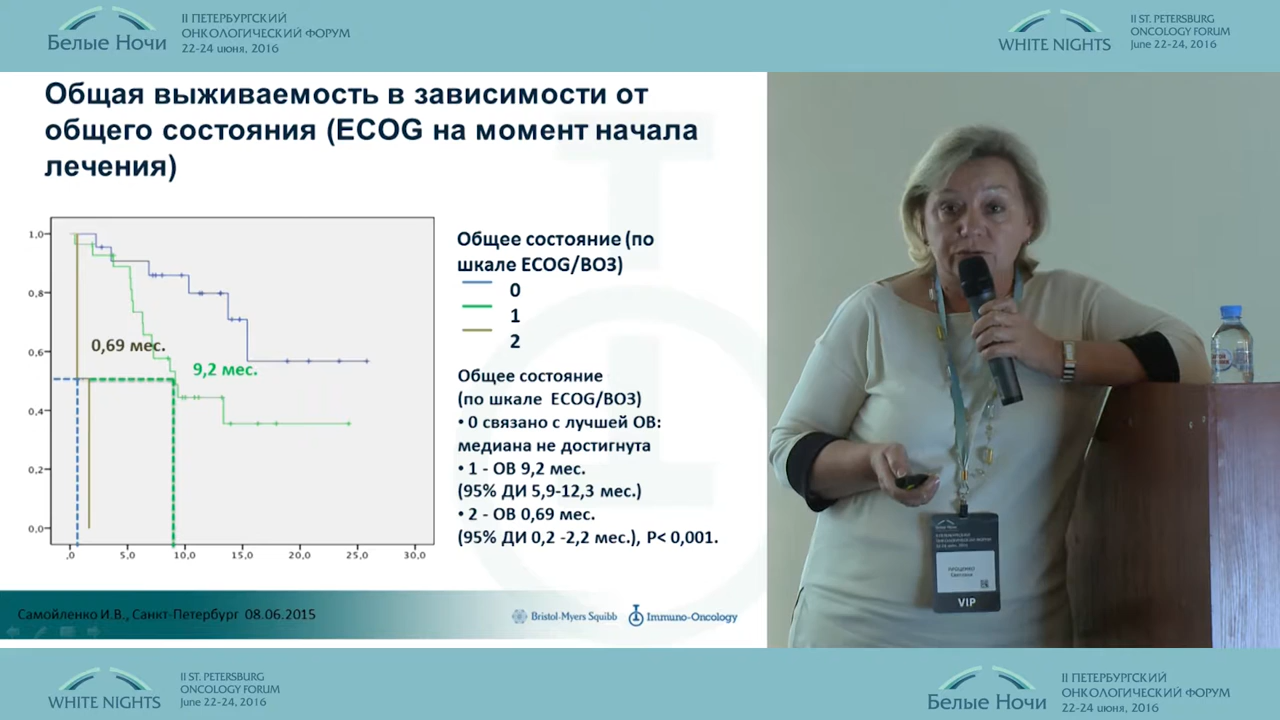 Белые Ночи
II ПЕТЕРБУРГСКИЙ
ОНКОЛОГИЧЕСКИЙ ФОРУМ
22-24 июня, 2016
WHITE NIGHTS
II ST. PETERSBURG
ONCOLOGY FORUM
June 22-24, 2016
Общая выживаемость в зависимости от
общего состояния (ECOG на момент начала
лечения)
1,0
0,8
0,6
0,4
0,2
0,0
,0
5,0
10,0
15,0
20,0
25,0
30,0
0,69 мес.
9,2 мес.
Общее состояние (по
шкале ECOG/ВОЗ)
0
1
2
Общее состояние
(по шкале ECOG/ВОЗ)
• 0 связано с лучшей ОВ:
медиана не достигнута
• 1 - ОВ 9,2 мес.
(95% ДИ 5,9-12,3 мес.)
• 2 - ОВ 0,69 мес.
(95% ДИ 0,2 -2,2 мес.), P< 0,001.
Самойленко И.В., Санкт-Петербург 08.06.2015
Bristol-Myers Squibb
Immuno-Oncology
VIP
WHITE NIGHTS
II ST. PETERSBURG
ONCOLOGY FORUM
June 22-24, 2016
Белые Ночи
II ПЕТЕРБУРГСКИЙ
ОНКОЛОГИЧЕСКИЙ ФОРУМ
22-24 июня, 2016